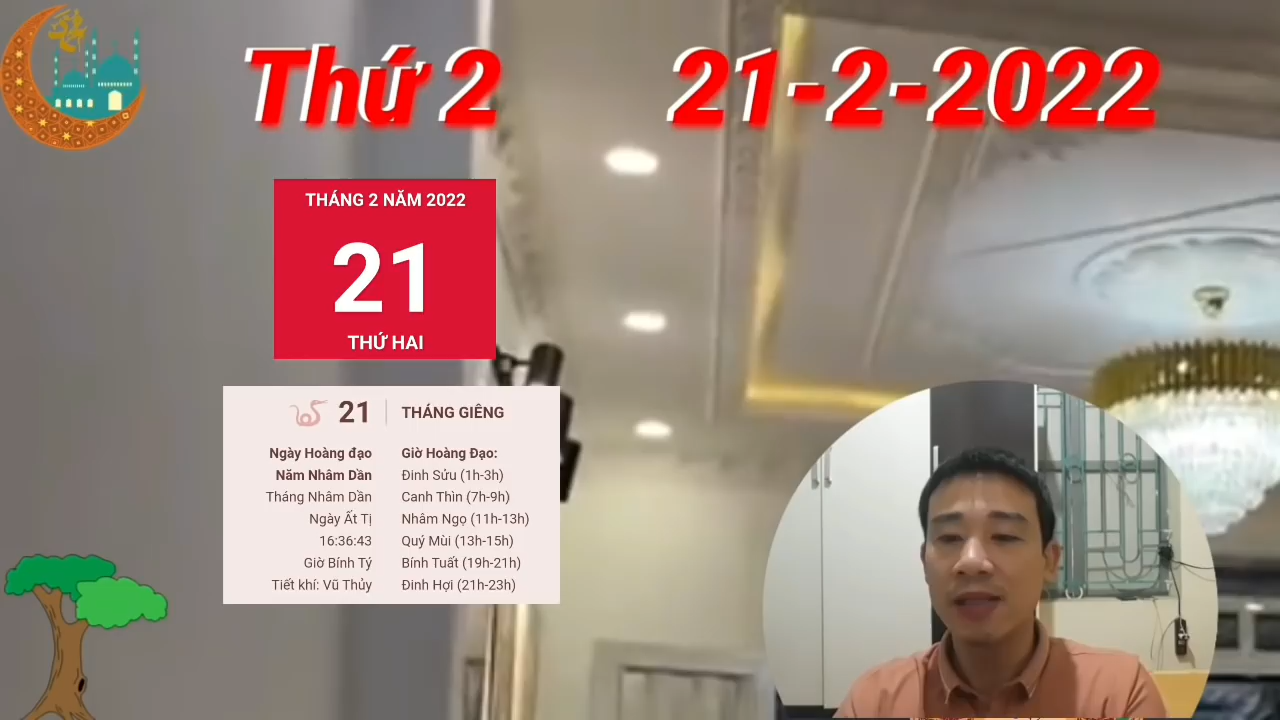 Thứ 2 21-2-2022
THÁNG 2 NĂM 2022
21
THỨ HAI
21 THÁNG GIÊNG
Ngày Hoàng đạo
Năm Nhâm Dần
Tháng Nhâm Dần
Ngày Ất Tị
16:36:43
Giờ Bính Tý
Tiết khí: Vũ Thủy
Giờ Hoàng Đạo:
Đinh Sửu (1h-3h)
Canh Thìn (7h-9h)
Nhâm Ngọ (11h-13h)
Quý Mùi (13h-15h)
Bính Tuất (19h-21h)
Đinh Hợi (21h-23h)